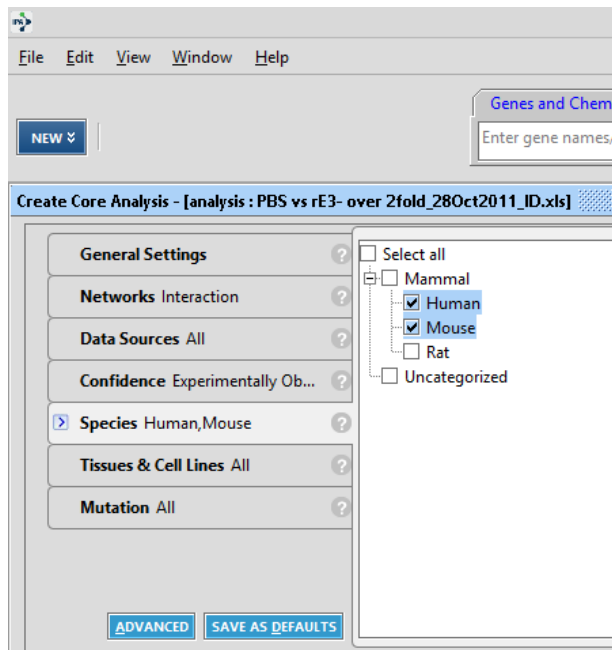 IPA
File Edit View Window Help
Genes and Chem
NEW
Enter gene names/
Create Core Analysis - [analysis : PBS vs rE3- over 2fold_28Oct2011_ID.xls]
General Settings ?
Networks Interaction ?
Data Sources All ?
Confidence Experimentally Ob... ?
Species Human,Mouse ?
Tissues & Cell Lines All ?
Mutation All ?
Select all
Mammal
Human
Mouse
Rat
Uncategorized
ADVANCED SAVE AS DEFAULTS